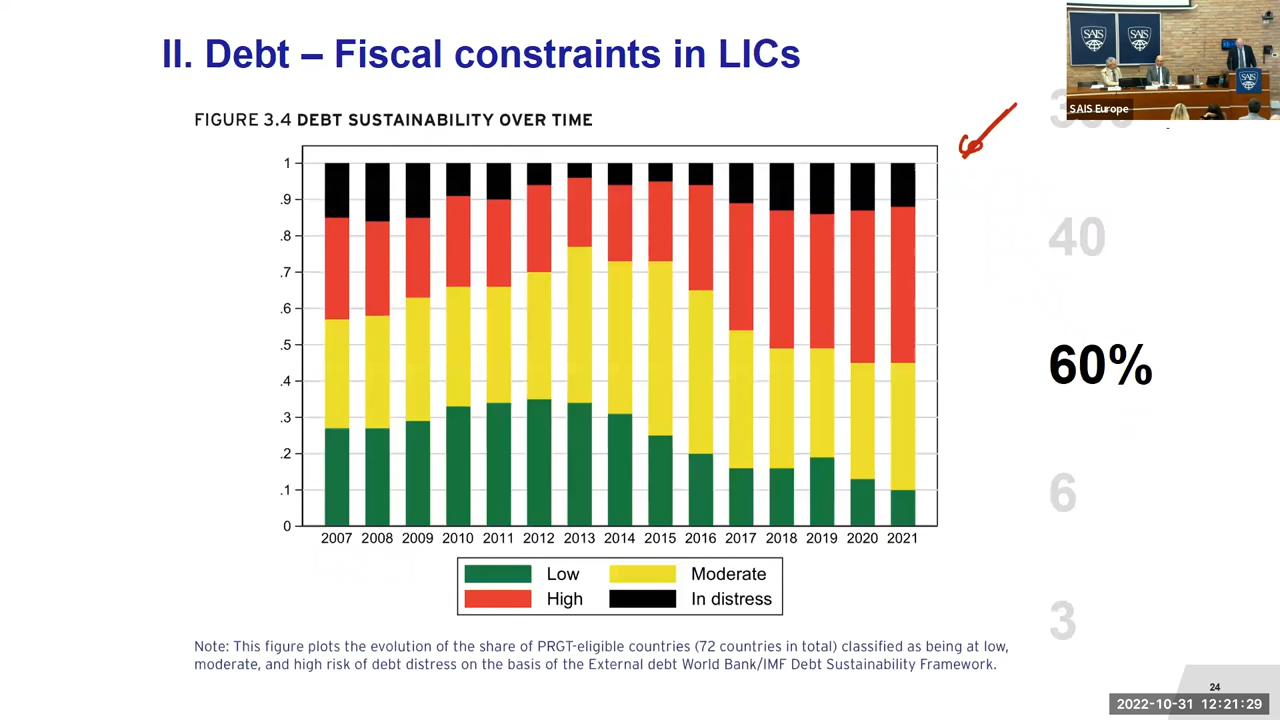 II. Debt – Fiscal constraints in LICs
FIGURE 3.4 DEBT SUSTAINABILITY OVER TIME
1
.9
.8
.7
.6
.5
.4
.3
.2
.1
0
2007 2008 2009 2010 2011 2012 2013 2014 2015 2016 2017 2018 2019 2020 2021
Low Moderate
High In distress
Note: This figure plots the evolution of the share of PRGT-eligible countries (72 countries in total) classified as being at low,
moderate, and high risk of debt distress on the basis of the External debt World Bank/IMF Debt Sustainability Framework.
SAIS SAIS
SAIS
SAIS Europe
40
60%
6
3
24
2022-10-31 12:21:29